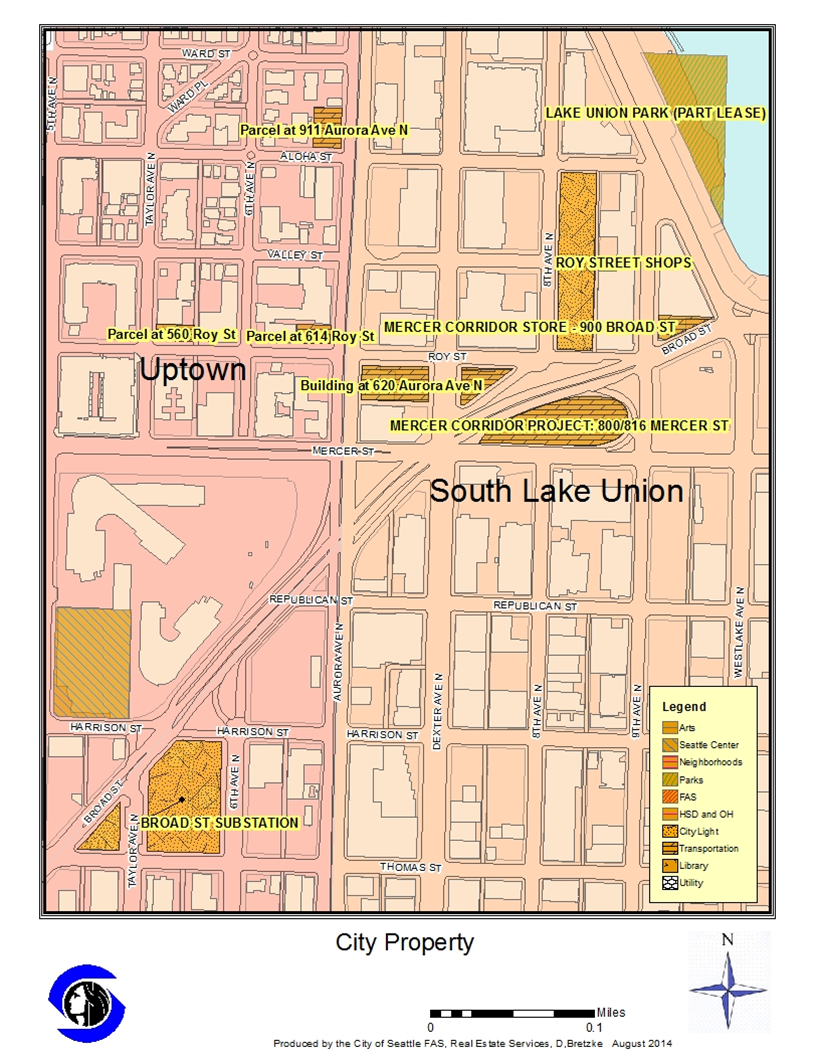 WARD ST
5TH AVE N
WARD PL
LAKE UNION PARK (PART LEASE)
Parcel at 911 Aurora Ave N
ALOHA ST
TAYLOR AVE N
6TH AVE N
8TH AVE N
VALLEY ST
ROY STREET SHOPS
Parcel at 560 Roy St
Parcel at 614 Roy St
MERCER CORRIDOR STORE - 900 BROAD ST
BROAD ST
ROY ST
Uptown
Building at 620 Aurora Ave N
MERCER CORRIDOR PROJECT: 800/816 MERCER ST
MERCER ST
South Lake Union
REPUBLICAN ST
REPUBLICAN ST
WESTLAKE AVE N
AURORA AVE N
DEXTER AVE N
8TH AVE N
9TH AVE N
HARRISON ST
HARRISON ST
HARRISON ST
6TH AVE N
BROAD ST
BROAD ST SUBSTATION
TAYLOR AVE N
THOMAS ST
Legend
Arts
Seattle Center
Neighborhoods
Parks
FAS
HSD and OH
City Light
Transportation
Library
Utility
City Property
N
Miles
0
0.1
Produced by the City of Seattle FAS, Real Estate Services, D,Bretzke August 2014